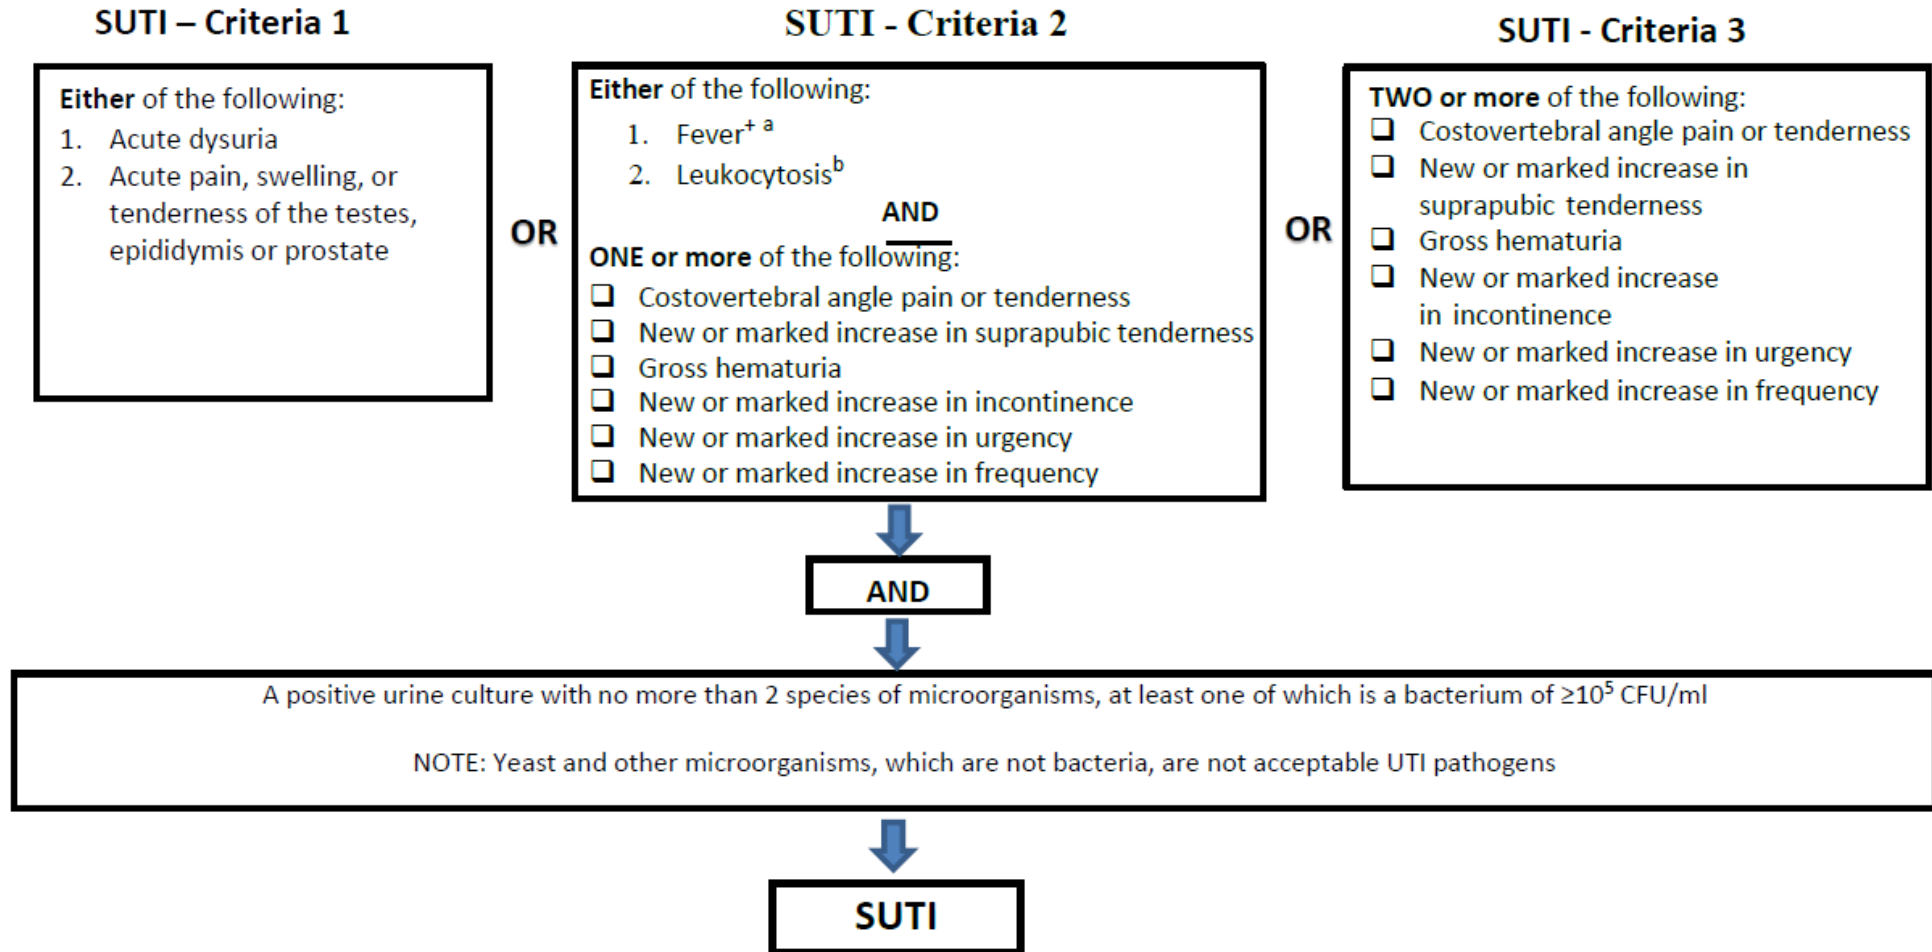 SUTI – Criteria 1
Either of the following:
1. Acute dysuria
2. Acute pain, swelling, or
tenderness of the testes,
epididymis or prostate
OR
SUTI - Criteria 2
Either of the following:
1. Fever⁺ ᵃ
2. Leukocytosisᵇ
AND
ONE or more of the following:
❑ Costovertebral angle pain or tenderness
❑ New or marked increase in suprapubic tenderness
❑ Gross hematuria
❑ New or marked increase in incontinence
❑ New or marked increase in urgency
❑ New or marked increase in frequency
OR
SUTI - Criteria 3
TWO or more of the following:
❑ Costovertebral angle pain or tenderness
❑ New or marked increase in
suprapubic tenderness
❑ Gross hematuria
❑ New or marked increase
in incontinence
❑ New or marked increase in urgency
❑ New or marked increase in frequency
AND
A positive urine culture with no more than 2 species of microorganisms, at least one of which is a bacterium of ≥10⁵ CFU/ml
NOTE: Yeast and other microorganisms, which are not bacteria, are not acceptable UTI pathogens
SUTI